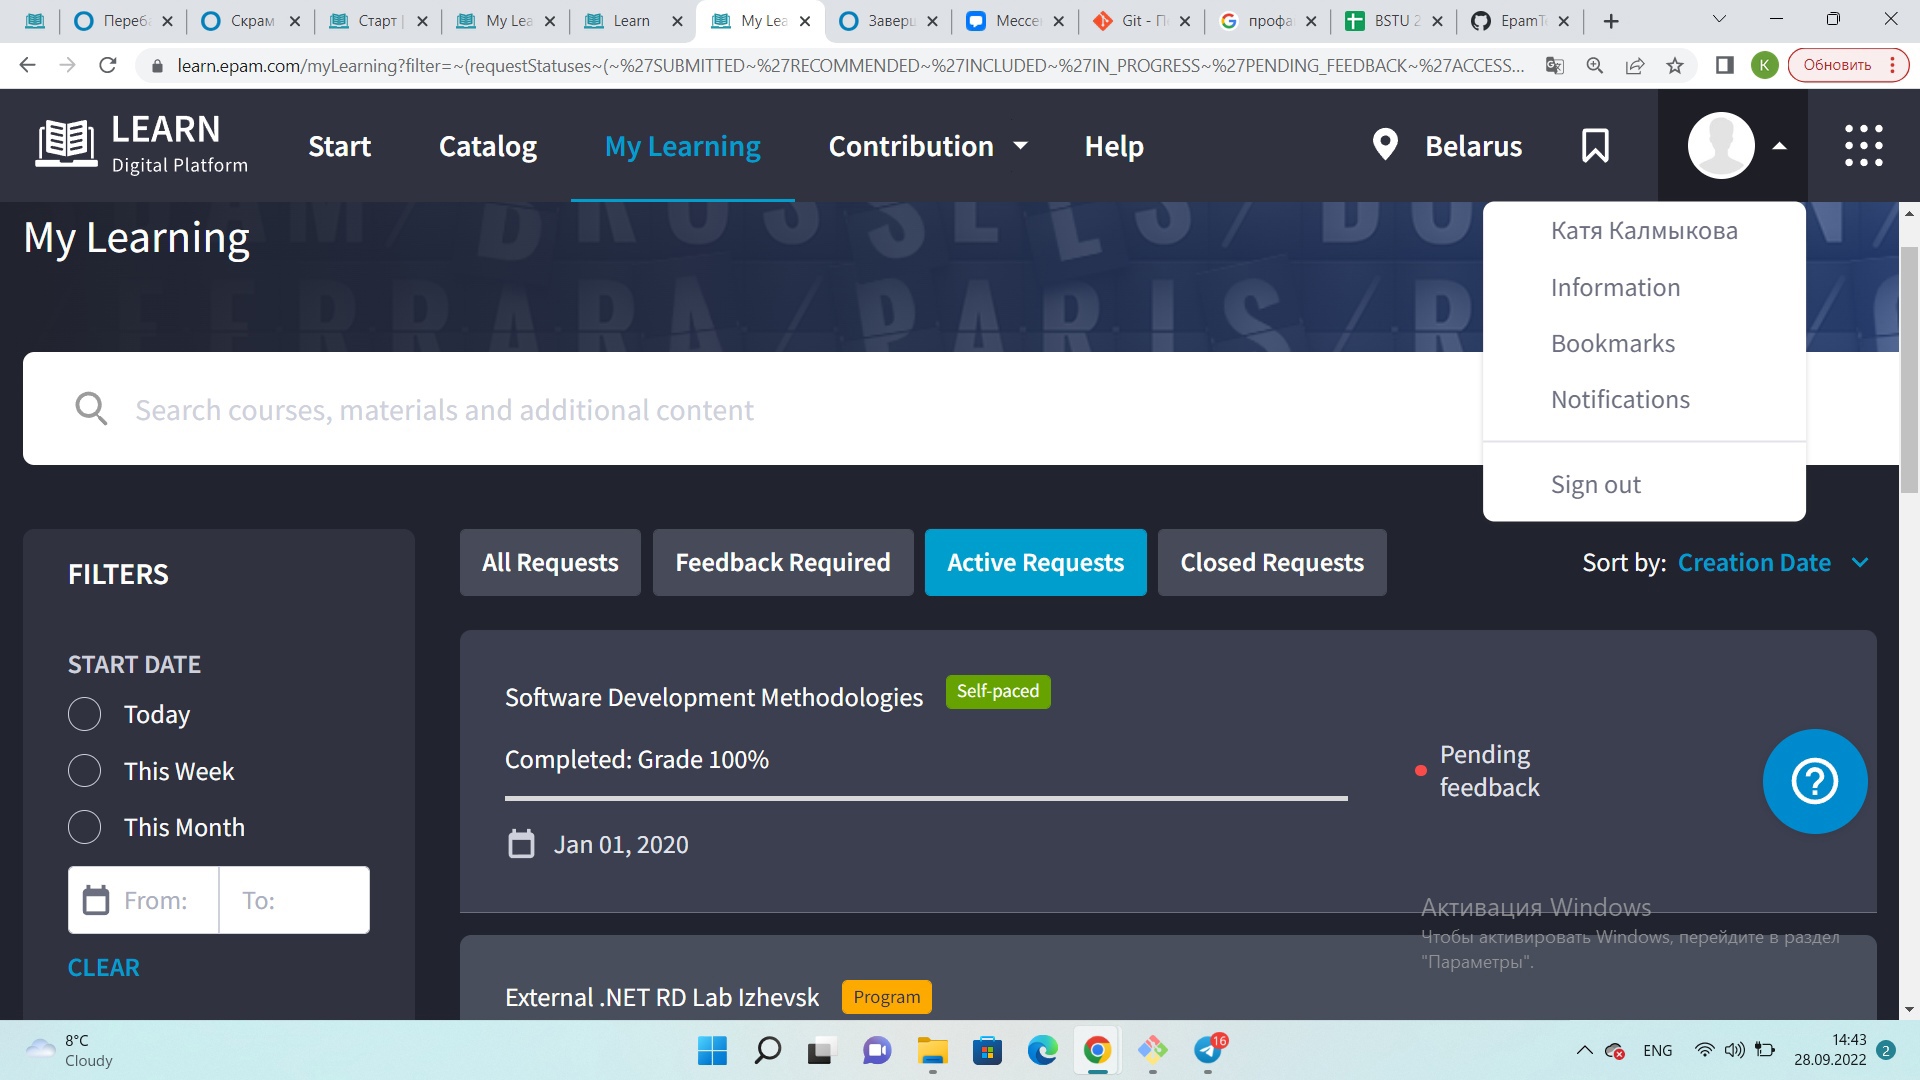 Переба
Скрам
Старт |
My Lea
Learn
My Lea
Заверш
Мессе
Git - П
профа
BSTU 2
EpamTe
learn.epam.com/myLearning?filter=~(requestStatuses~(~%27SUBMITTED~%27RECOMMENDED~%27INCLUDED~%27IN_PROGRESS~%27PENDING_FEEDBACK~%27ACCESS...
K
Обновить
LEARN
Digital Platform
Start
Catalog
My Learning
Contribution
Help
Belarus
My Learning
Катя Калмыкова
Information
Bookmarks
Notifications
Sign out
Search courses, materials and additional content
FILTERS
START DATE
Today
This Week
This Month
From:
To:
CLEAR
All Requests
Feedback Required
Active Requests
Closed Requests
Sort by: Creation Date
Software Development Methodologies
Self-paced
Completed: Grade 100%
Pending
feedback
Jan 01, 2020
Активация Windows
Чтобы активировать Windows, перейдите в раздел
"Параметры".
External .NET RD Lab Izhevsk
Program
8°C
Cloudy
16
ENG
14:43
28.09.2022
2